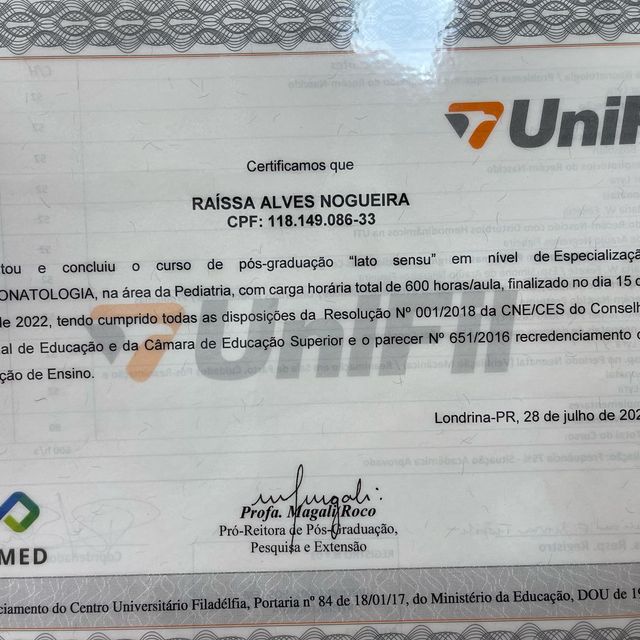 UniF
Certificamos que
RAÍSSA ALVES NOGUEIRA
CPF: 118.149.086-33
tou e concluiu o curso de pós-graduação “lato sensu” em nível de Especializaçã
ONATOLOGIA, na área da Pediatria, com carga horária total de 600 horas/aula, finalizado no dia 15 d
de 2022, tendo cumprido todas as disposições da Resolução Nº 001/2018 da CNE/CES do Conselh
al de Educação e da Câmara de Educação Superior e o parecer Nº 651/2016 recredenciamento d
ção de Ensino.
UniFil
Londrina-PR, 28 de julho de 202
Profa. Magali Roco
Pró-Reitora de Pós-Graduação,
Pesquisa e Extensão
MED
ciamento do Centro Universitário Filadélfia, Portaria nº 84 de 18/01/17, do Ministério da Educação, DOU de 19